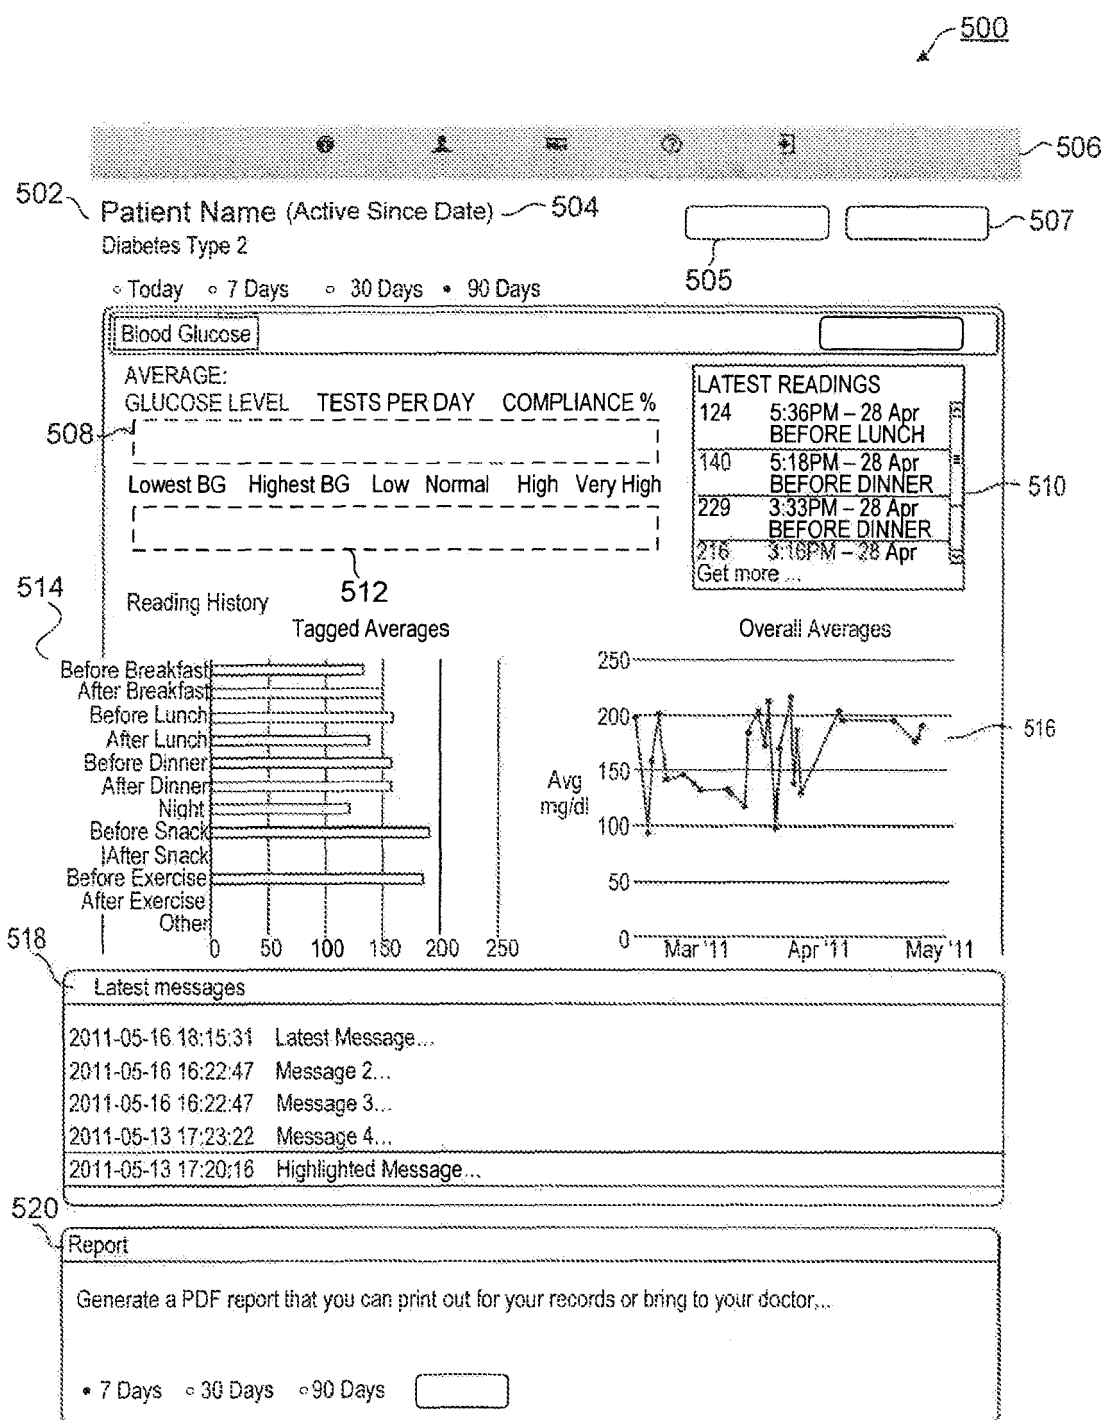 500
506
502 Patient Name (Active Since Date) 504
507
Diabetes Type 2
505
Today 7 Days 30 Days 90 Days
Blood Glucose
AVERAGE:
GLUCOSE LEVEL TESTS PER DAY COMPLIANCE %
508
Lowest BG Highest BG Low Normal High Very High
512
LATEST READINGS
124 5:36PM – 28 Apr
BEFORE LUNCH
140 5:18PM – 28 Apr
BEFORE DINNER
229 3:33PM – 28 Apr
BEFORE DINNER
216 3:16PM – 28 Apr
Get more ...
510
514
Reading History
Tagged Averages
Before Breakfast
After Breakfast
Before Lunch
After Lunch
Before Dinner
After Dinner
Night
Before Snack
After Snack
Before Exercise
After Exercise
Other
0 50 100 150 200 250
Overall Averages
250
200
150
100
50
0
Avg
mg/dl
Mar '11 Apr '11 May '11
516
518
Latest messages
2011-05-16 18:15:31 Latest Message...
2011-05-16 16:22:47 Message 2...
2011-05-16 16:22:47 Message 3...
2011-05-13 17:23:22 Message 4...
2011-05-13 17:20:16 Highlighted Message...
520
Report
Generate a PDF report that you can print out for your records or bring to your doctor...
7 Days 30 Days 90 Days